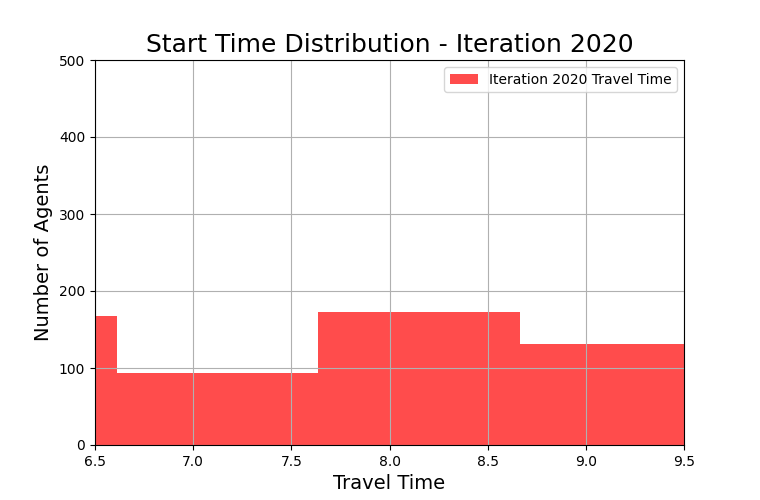 Start Time Distribution - Iteration 2020
Iteration 2020 Travel Time
Number of Agents
500
400
300
200
100
0
6.5 7.0 7.5 8.0 8.5 9.0 9.5
Travel Time